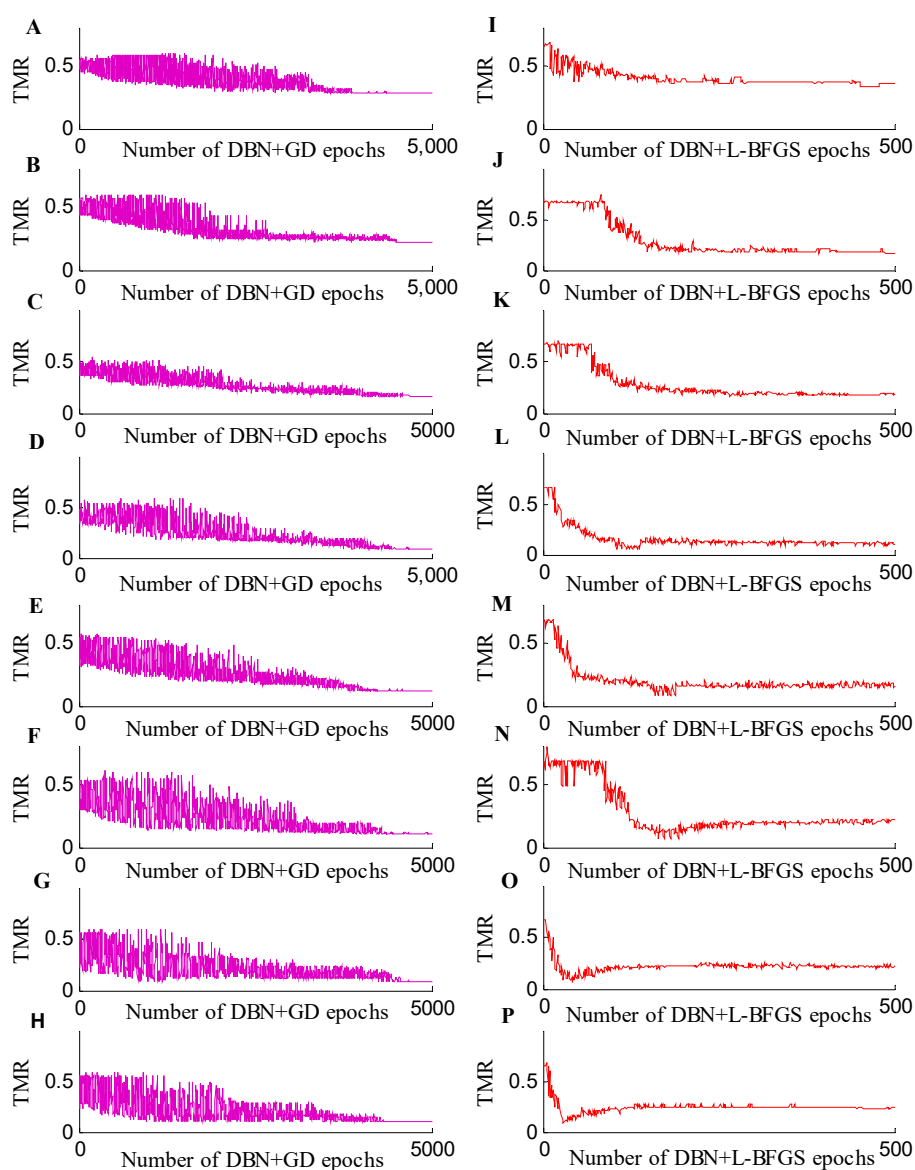 A
TMR
0.5
0
0
Number of DBN+GD epochs
5,000
I
TMR
0.5
0
0
Number of DBN+L-BFGS epochs
500
B
TMR
0.5
0
0
Number of DBN+GD epochs
5,000
J
TMR
0.5
0
0
Number of DBN+L-BFGS epochs
500
C
TMR
0.5
0
0
Number of DBN+GD epochs
5000
K
TMR
0.5
0
0
Number of DBN+L-BFGS epochs
500
D
TMR
0.5
0
0
Number of DBN+GD epochs
5,000
L
TMR
0.5
0
0
Number of DBN+L-BFGS epochs
500
E
TMR
0.5
0
0
Number of DBN+GD epochs
5000
M
TMR
0.5
0
0
Number of DBN+L-BFGS epochs
500
F
TMR
0.5
0
0
Number of DBN+GD epochs
5000
N
TMR
0.5
0
0
Number of DBN+L-BFGS epochs
500
G
TMR
0.5
0
0
Number of DBN+GD epochs
5000
O
TMR
0.5
0
0
Number of DBN+L-BFGS epochs
500
H
TMR
0.5
0
0
Number of DBN+GD epochs
5000
P
TMR
0.5
0
0
Number of DBN+L-BFGS epochs
500